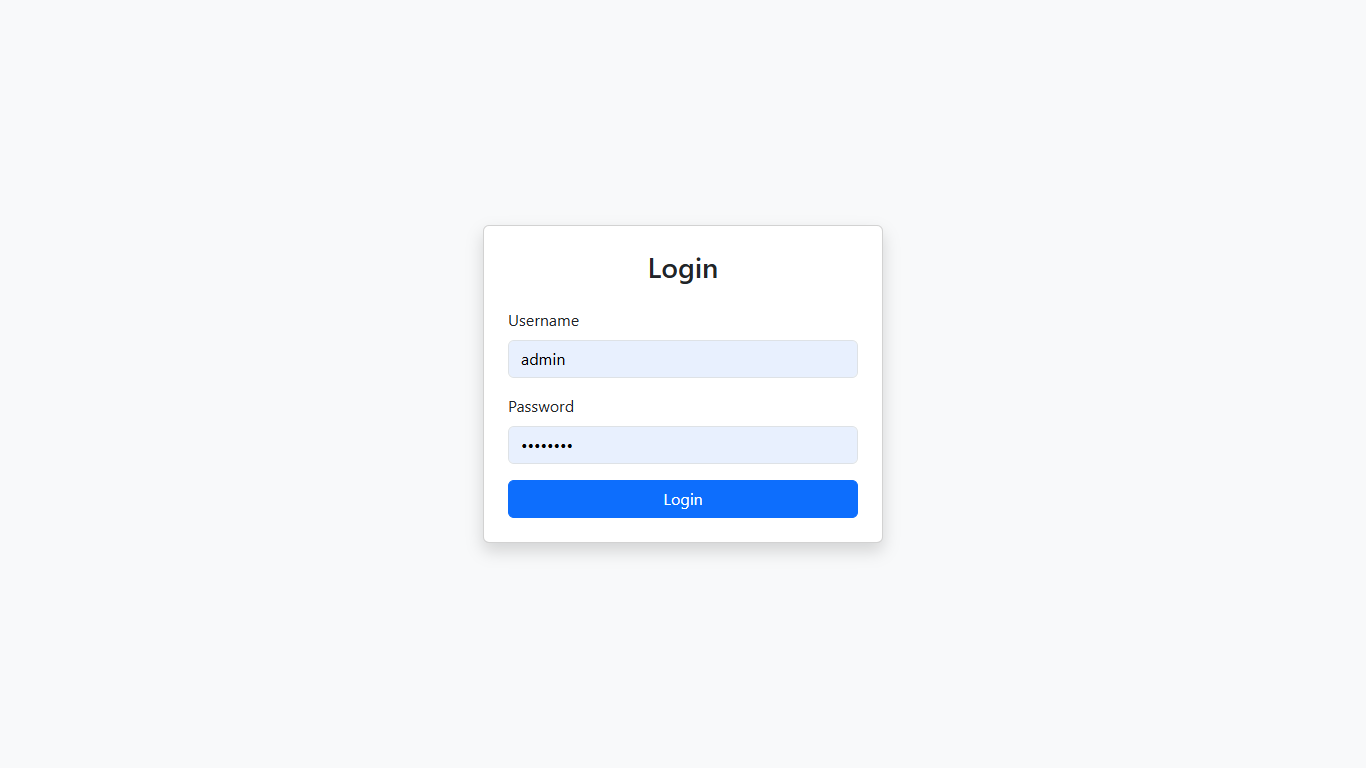 Login
Username
admin
Password
••••••••
Login